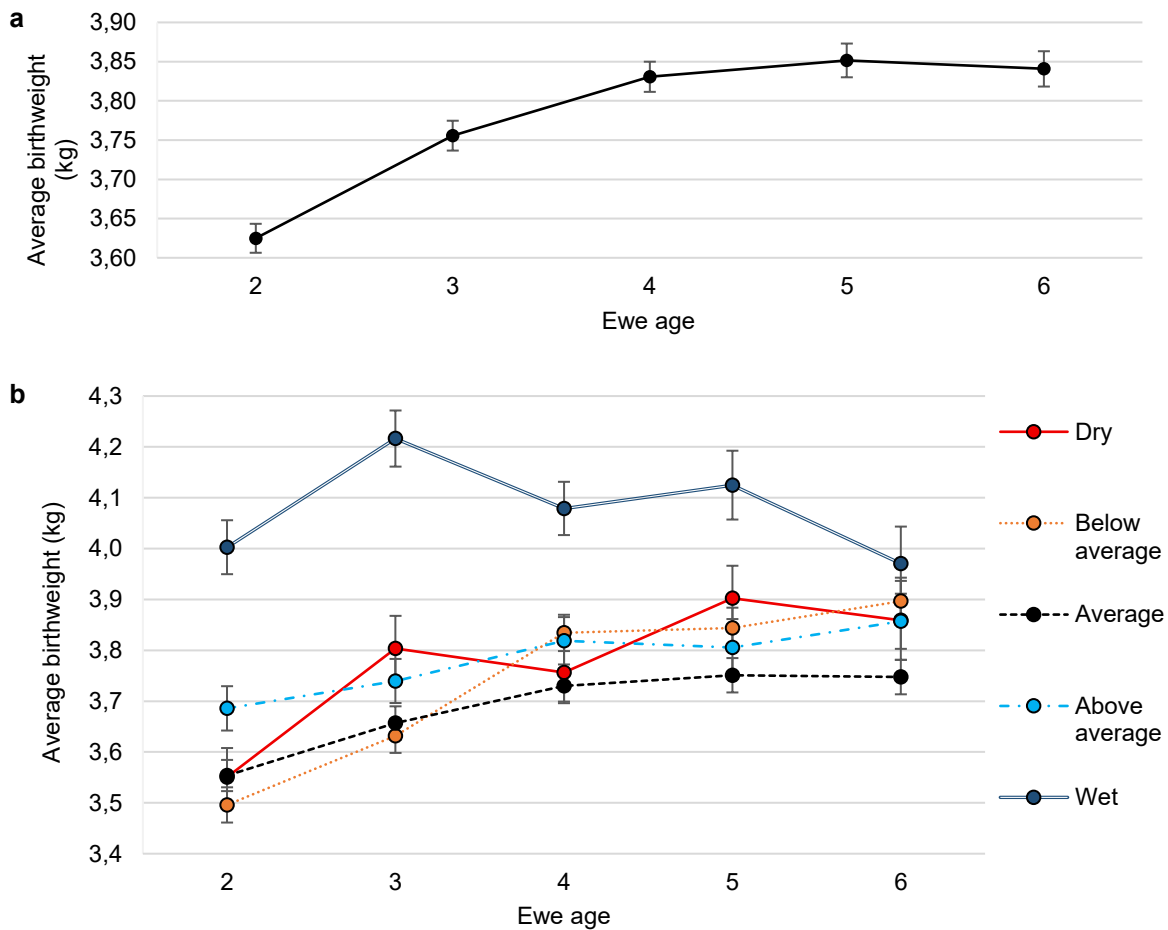 a
Average birthweight
(kg)
3,90
3,85
3,80
3,75
3,70
3,65
3,60
2 3 4 5 6
Ewe age
b
Average birthweight (kg)
4,3
4,2
4,1
4,0
3,9
3,8
3,7
3,6
3,5
3,4
2 3 4 5 6
Ewe age
Dry
Below
average
Average
Above
average
Wet